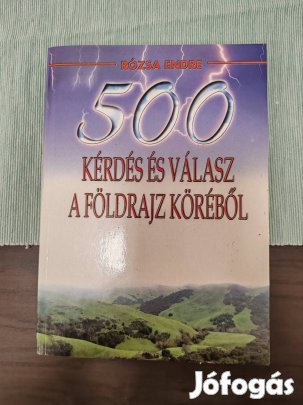 RÓZSA ENDRE
500
KÉRDÉS ÉS VÁLASZ
A FÖLDRAJZ KÖRÉBŐL
Jófogás